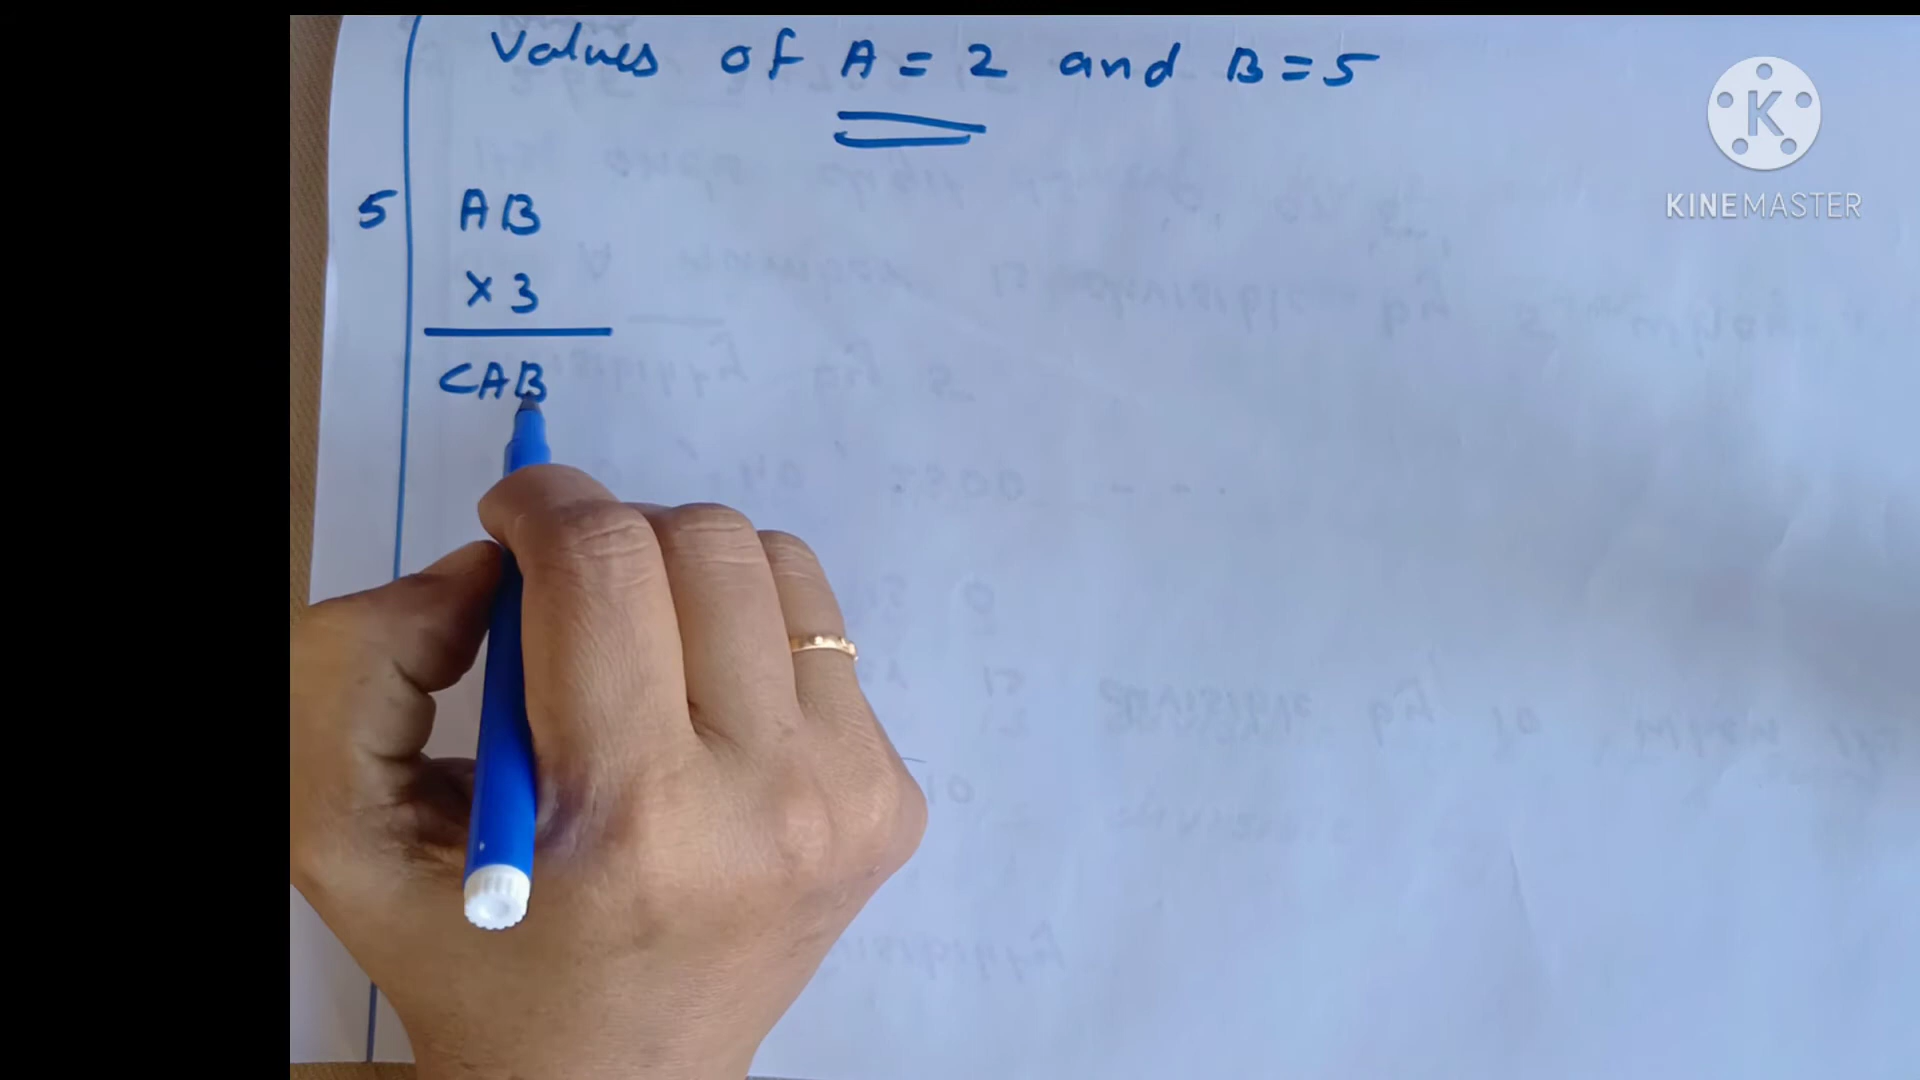 Values of A = 2 and B = 5
5 AB
× 3
CAB
K
KINEMASTER